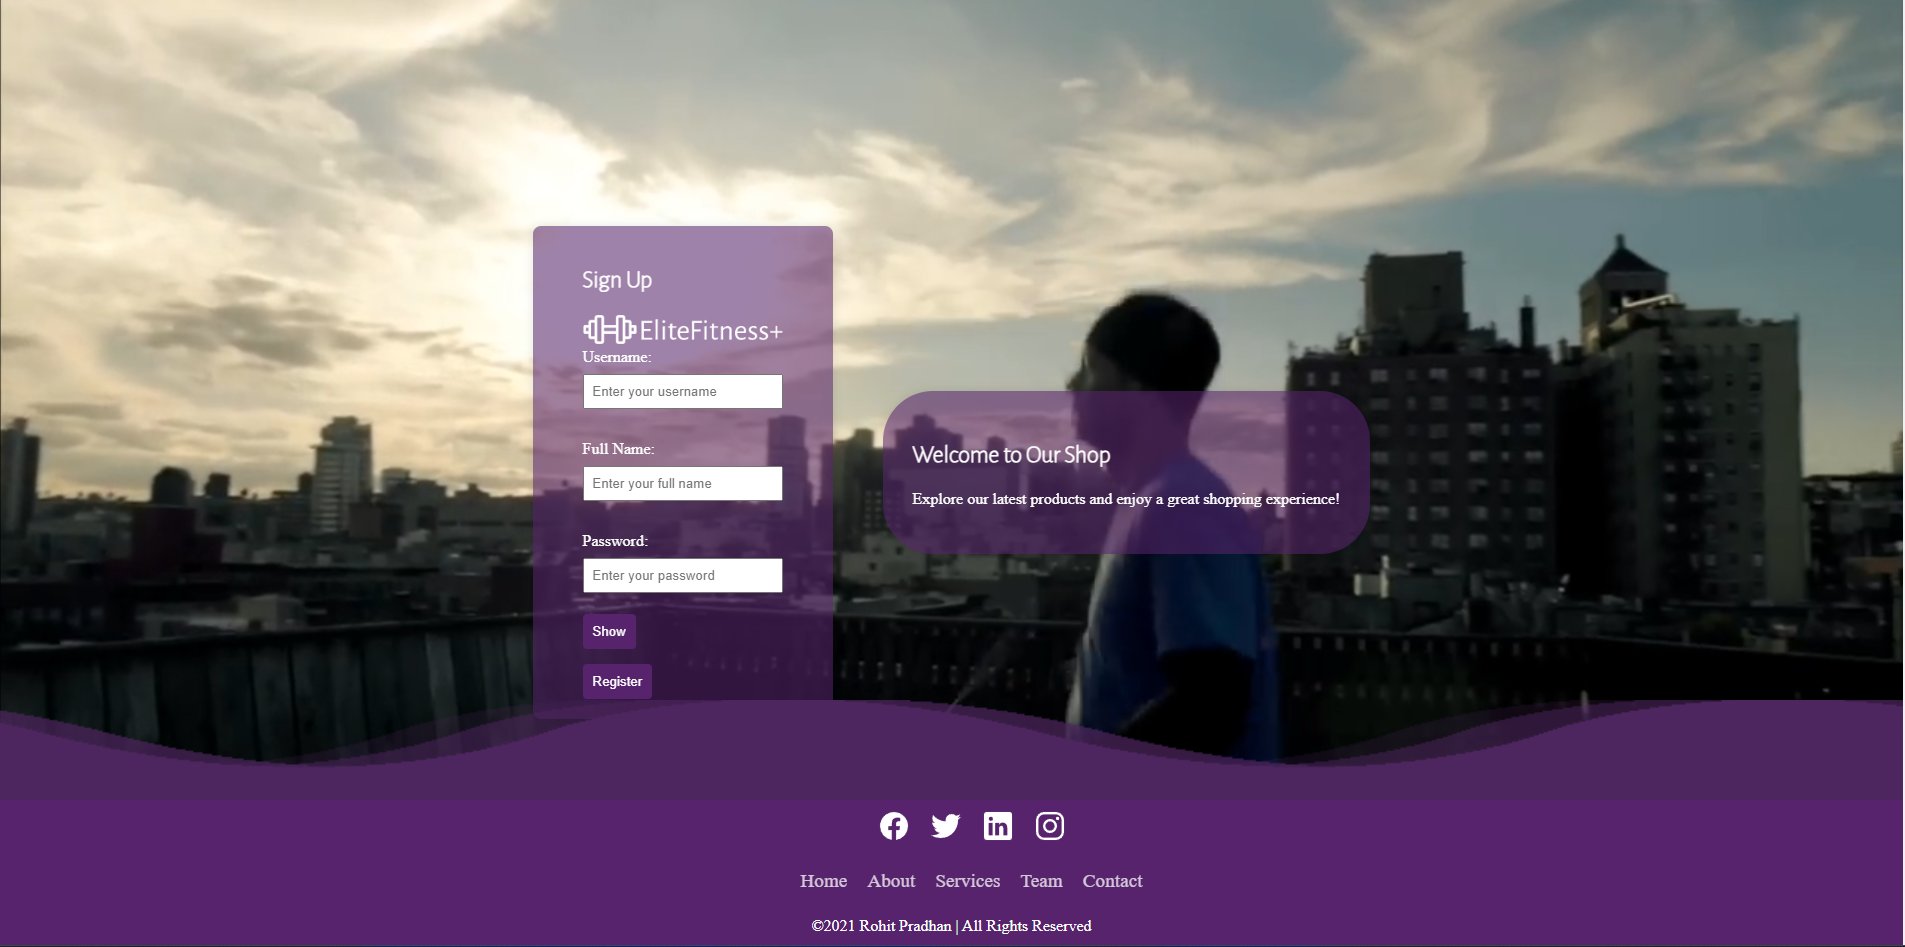 Sign Up
EliteFitness+
Username:
Enter your username
Full Name:
Enter your full name
Password:
Enter your password
Show
Register
Welcome to Our Shop
Explore our latest products and enjoy a great shopping experience!
Home About Services Team Contact
©2021 Rohit Pradhan | All Rights Reserved